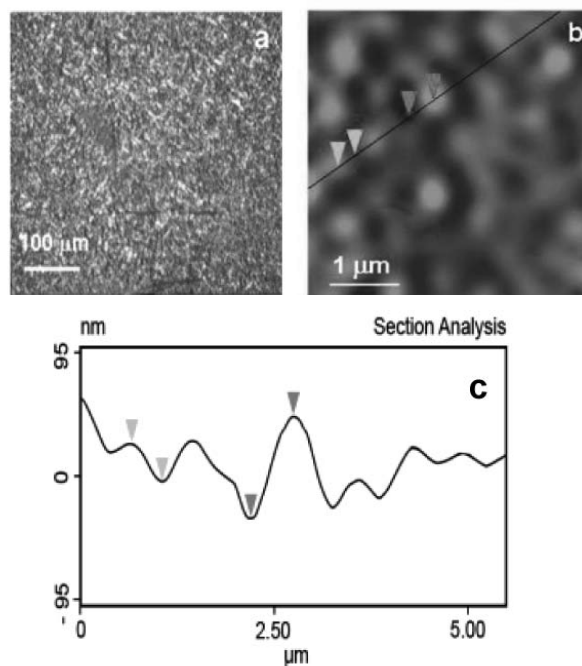 a
100 μm
b
1 μm
nm
Section Analysis
95
c
0
- 95
0
2.50
5.00
μm